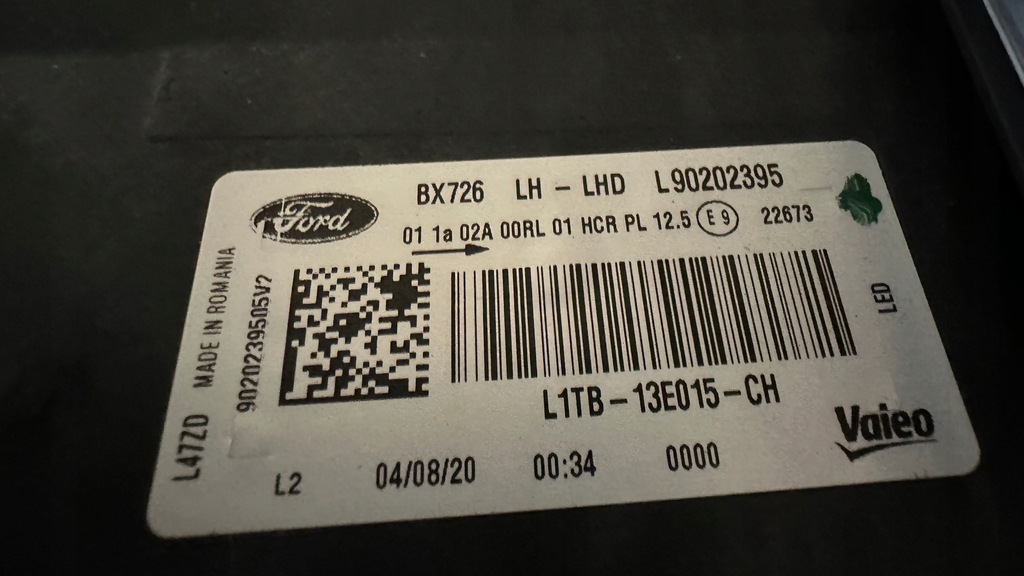 Ford
BX726 LH - LHD L90202395
01 1a 02A 00RL 01 HCR PL 12.5 E9 22673
L47ZD MADE IN ROMANIA
9020239505V2
LED
L1TB-13E015-CH
Valeo
L2 04/08/20 00:34 0000